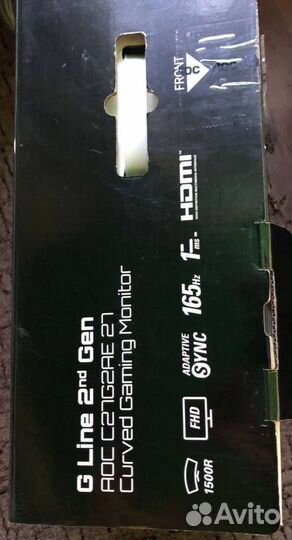 G Line 2nd Gen
AOC C27G2AE 27
Curved Gaming Monitor
FHD
1500R
ADAPTIVE
SYNC
165Hz
1ms
HDMI
FRONT
Avito